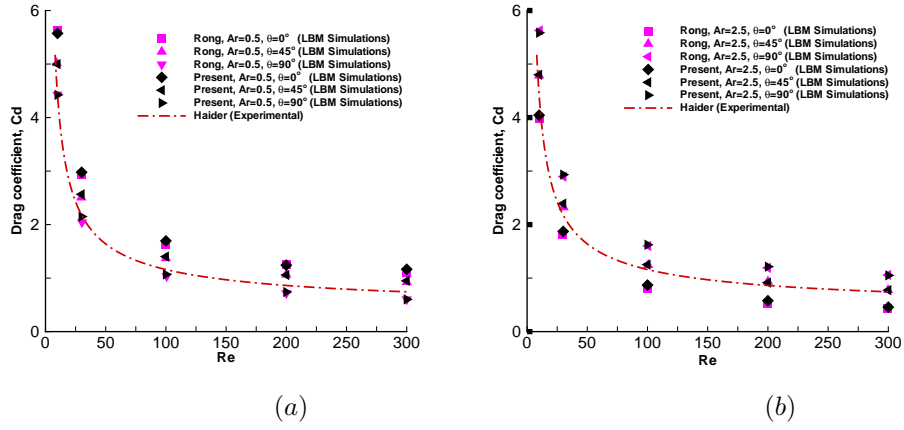 6
4
2
0
0
50
100
150
200
250
300
Re
Drag coefficient, Cd
Rong, Ar=0.5, θ=0° (LBM Simulations)
Rong, Ar=0.5, θ=45° (LBM Simulations)
Rong, Ar=0.5, θ=90° (LBM Simulations)
Present, Ar=0.5, θ=0° (LBM Simulations)
Present, Ar=0.5, θ=45° (LBM Simulations)
Present, Ar=0.5, θ=90° (LBM Simulations)
Haider (Experimental)
(a)
6
4
2
0
0
50
100
150
200
250
300
Re
Drag coefficient, Cd
Rong, Ar=2.5, θ=0° (LBM Simulations)
Rong, Ar=2.5, θ=45° (LBM Simulations)
Rong, Ar=2.5, θ=90° (LBM Simulations)
Present, Ar=2.5, θ=0° (LBM Simulations)
Present, Ar=2.5, θ=45° (LBM Simulations)
Present, Ar=2.5, θ=90° (LBM Simulations)
Haider (Experimental)
(b)